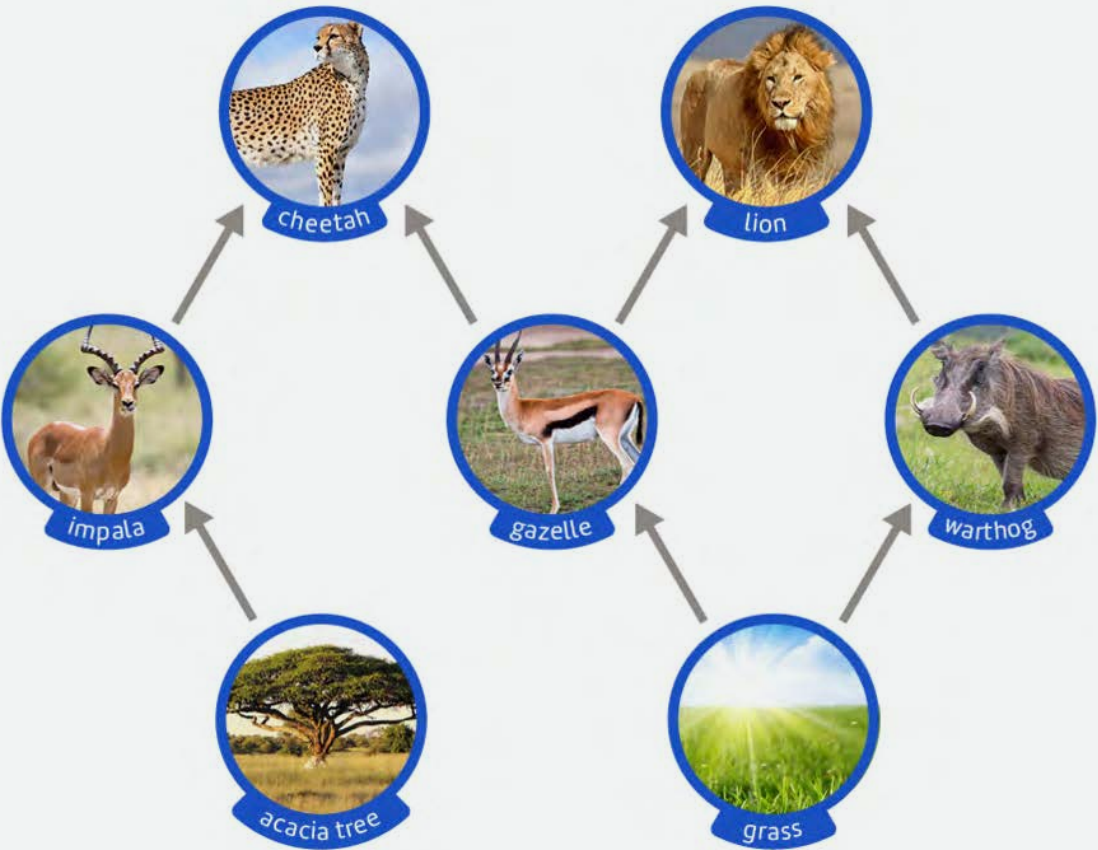 cheetah
lion
impala
gazelle
warthog
acacia tree
grass